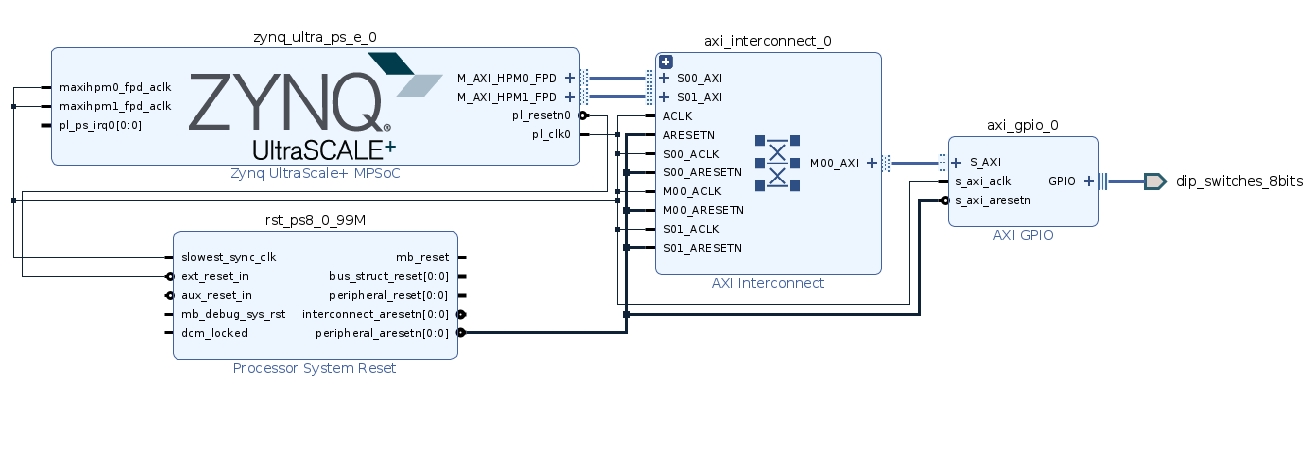 zynq_ultra_ps_e_0
maxihpm0_fpd_aclk
maxihpm1_fpd_aclk
pl_ps_irq0[0:0]
ZYNQ®
UltraSCALE+
M_AXI_HPM0_FPD
M_AXI_HPM1_FPD
pl_resetn0
pl_clk0
Zynq UltraScale+ MPSoC
rst_ps8_0_99M
slowest_sync_clk
ext_reset_in
aux_reset_in
mb_debug_sys_rst
dcm_locked
mb_reset
bus_struct_reset[0:0]
peripheral_reset[0:0]
interconnect_aresetn[0:0]
peripheral_aresetn[0:0]
Processor System Reset
axi_interconnect_0
S00_AXI
S01_AXI
ACLK
ARESETN
S00_ACLK
S00_ARESETN
M00_ACLK
M00_ARESETN
S01_ACLK
S01_ARESETN
M00_AXI
AXI Interconnect
axi_gpio_0
S_AXI
s_axi_aclk
s_axi_aresetn
GPIO
AXI GPIO
dip_switches_8bits